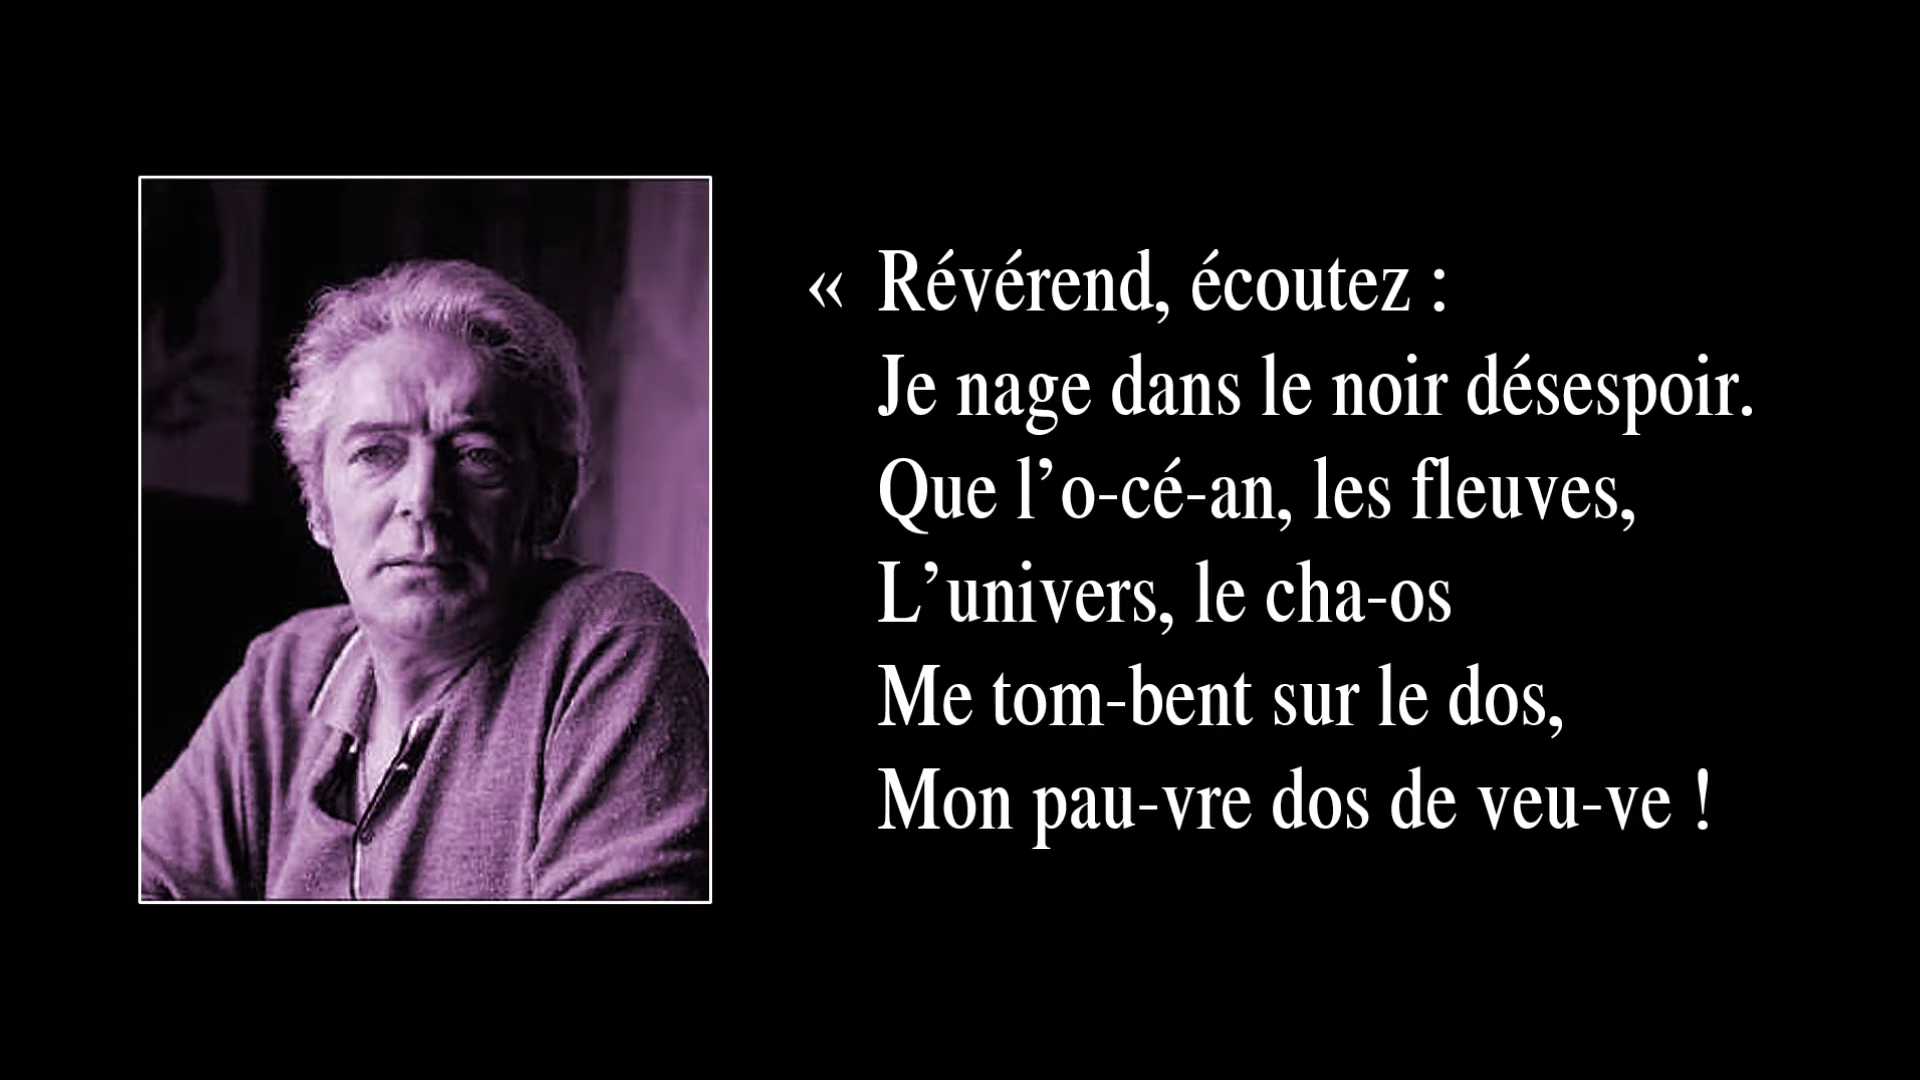 « Révérend, écoutez :
Je nage dans le noir désespoir.
Que l’o-cé-an, les fleuves,
L’univers, le cha-os
Me tom-bent sur le dos,
Mon pau-vre dos de veu-ve !